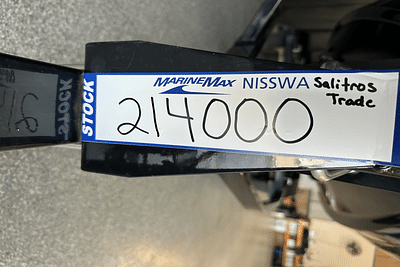 MARINEMAX NISSWA
Salitros
Trade
STOCK
214000
STOCK